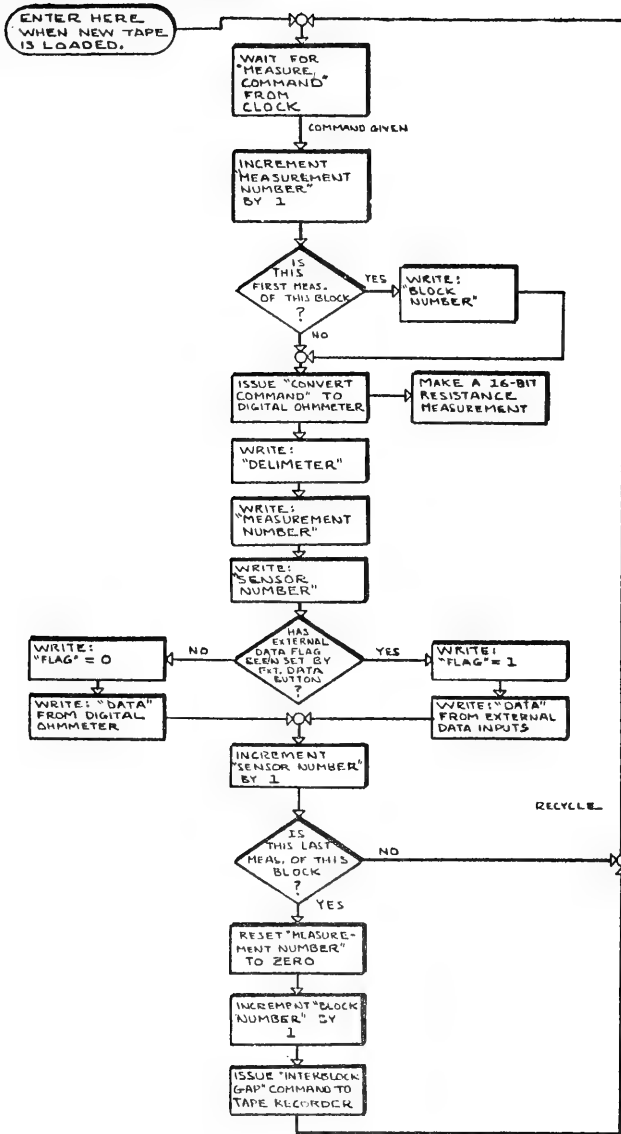 ENTER HERE
WHEN NEW TAPE
IS LOADED.
WAIT FOR
"MEASURE
COMMAND"
FROM
CLOCK
COMMAND GIVEN
INCREMENT
"MEASUREMENT
NUMBER"
BY 1
IS
THIS
FIRST MEAS.
OF THIS BLOCK
?
YES
WRITE:
"BLOCK
NUMBER"
NO
ISSUE "CONVERT
COMMAND" TO
DIGITAL OHMMETER
MAKE A 16-BIT
RESISTANCE
MEASUREMENT
WRITE:
"DELIMETER"
WRITE:
"MEASUREMENT
NUMBER"
WRITE:
"SENSOR
NUMBER"
HAS
EXTERNAL
DATA FLAG
BEEN SET BY
EXT. DATA
BUTTON
?
NO
WRITE:
"FLAG" = 0
WRITE: "DATA"
FROM DIGITAL
OHMMETER
YES
WRITE:
"FLAG" = 1
WRITE: "DATA"
FROM EXTERNAL
DATA INPUTS
INCREMENT
"SENSOR NUMBER"
BY 1
RECYCLE
IS
THIS LAST
MEAS. OF THIS
BLOCK
?
NO
YES
RESET "MEASURE-
MENT NUMBER"
TO ZERO
INCREMENT "BLOCK
NUMBER" BY
1
ISSUE "INTERBLOCK
GAP" COMMAND TO
TAPE RECORDER